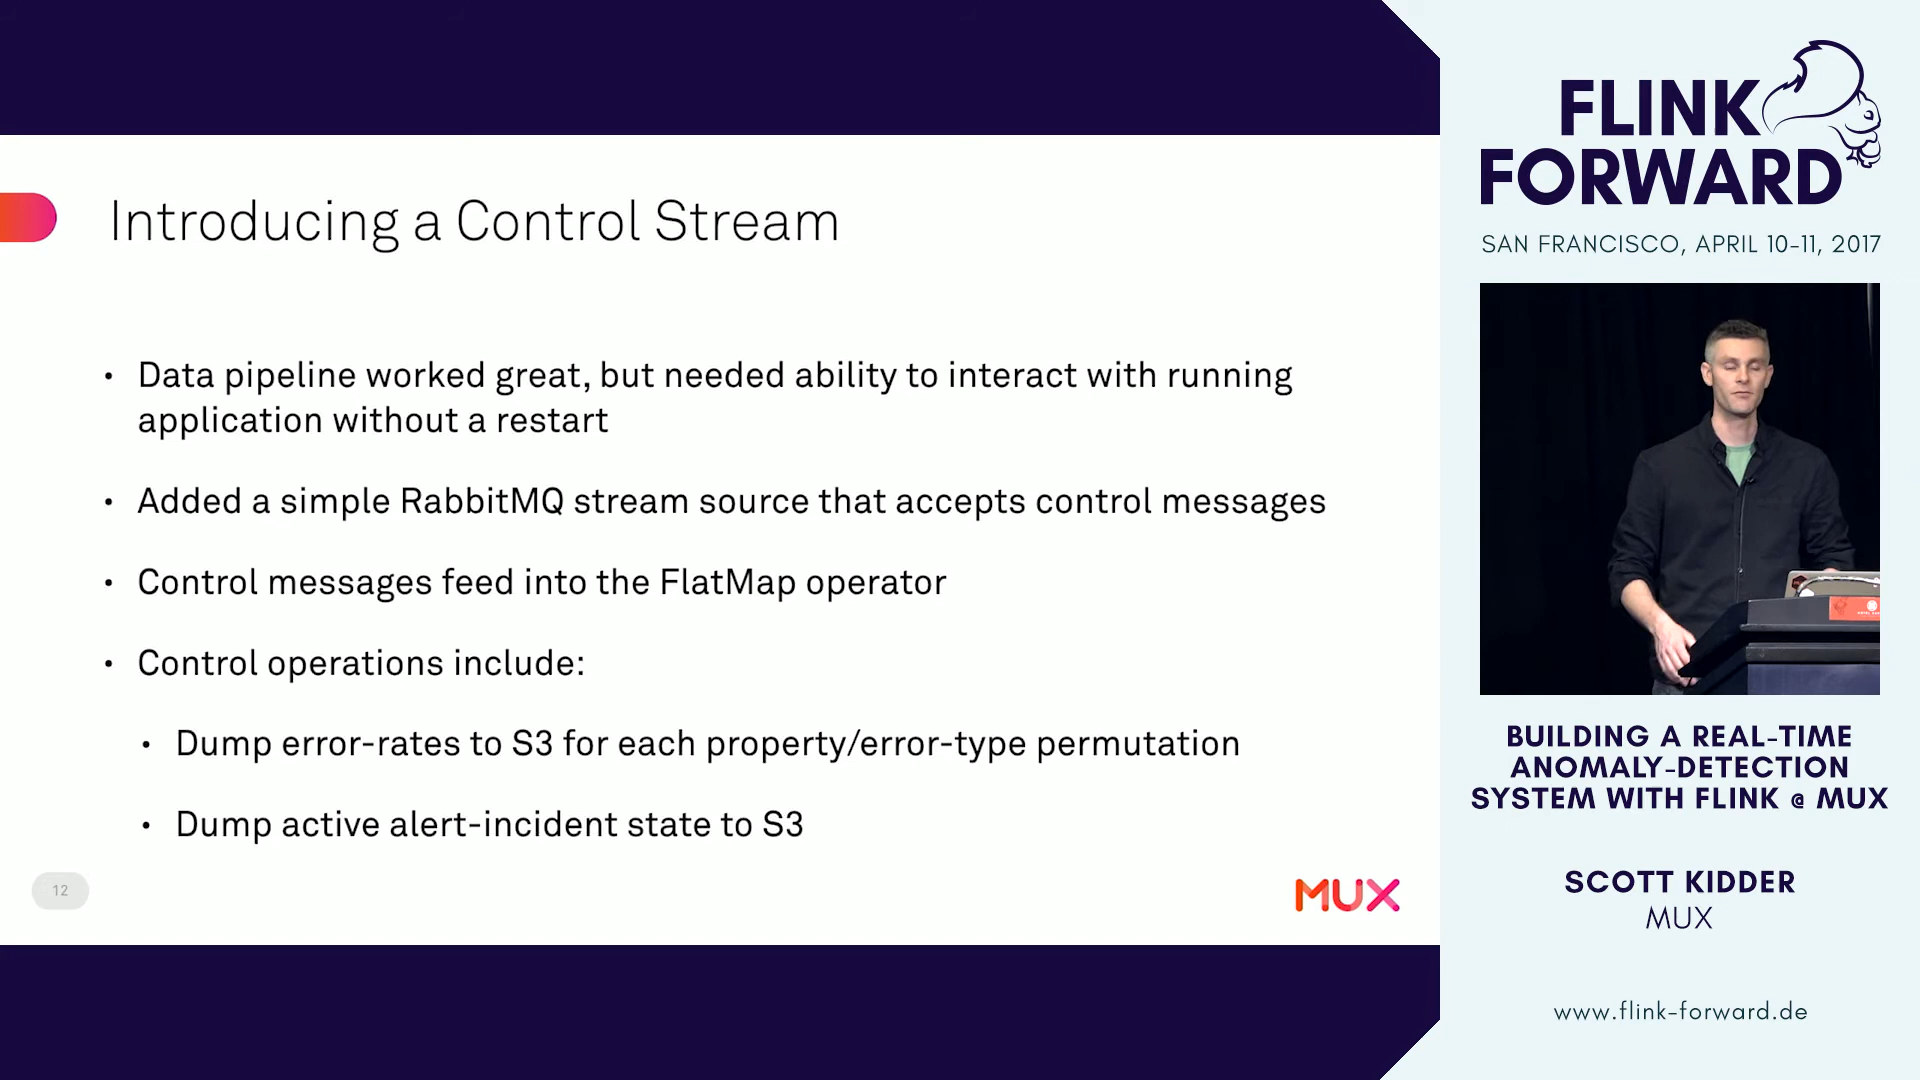 Introducing a Control Stream
• Data pipeline worked great, but needed ability to interact with running
application without a restart
• Added a simple RabbitMQ stream source that accepts control messages
• Control messages feed into the FlatMap operator
• Control operations include:
• Dump error-rates to S3 for each property/error-type permutation
• Dump active alert-incident state to S3
12
MUX
FLINK
FORWARD
SAN FRANCISCO, APRIL 10-11, 2017
BUILDING A REAL-TIME
ANOMALY-DETECTION
SYSTEM WITH FLINK @ MUX
SCOTT KIDDER
MUX
www.flink-forward.de